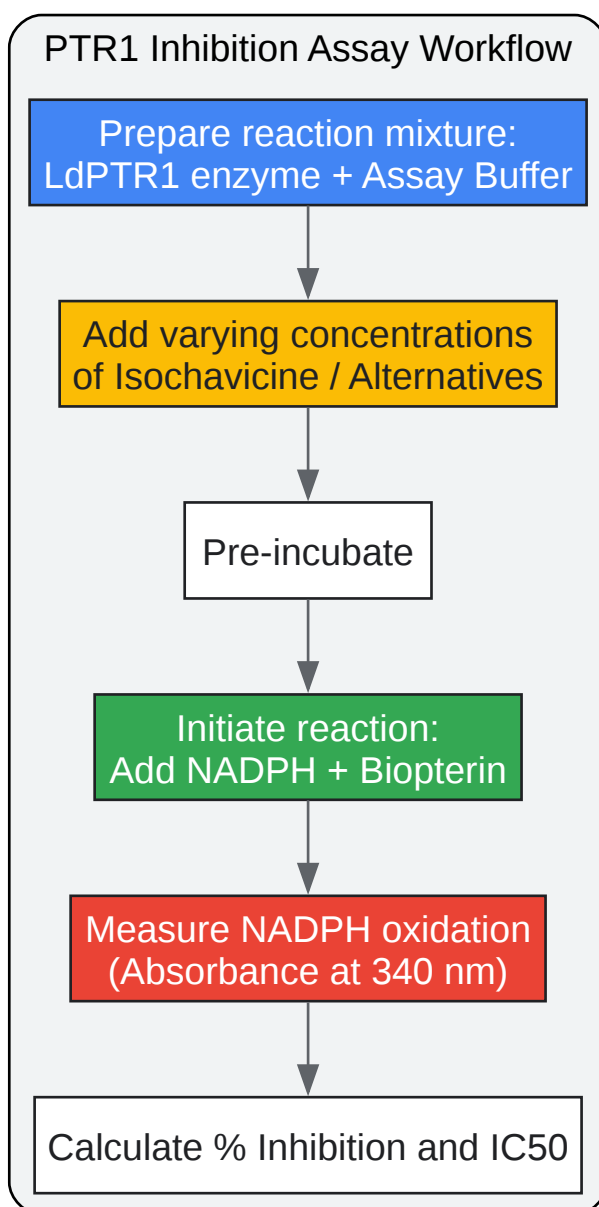 PTR1 Inhibition Assay Workflow
Prepare reaction mixture:
LdPTR1 enzyme + Assay Buffer
Add varying concentrations
of Isochavicine / Alternatives
Pre-incubate
Initiate reaction:
Add NADPH + Biopterin
Measure NADPH oxidation
(Absorbance at 340 nm)
Calculate % Inhibition and IC50